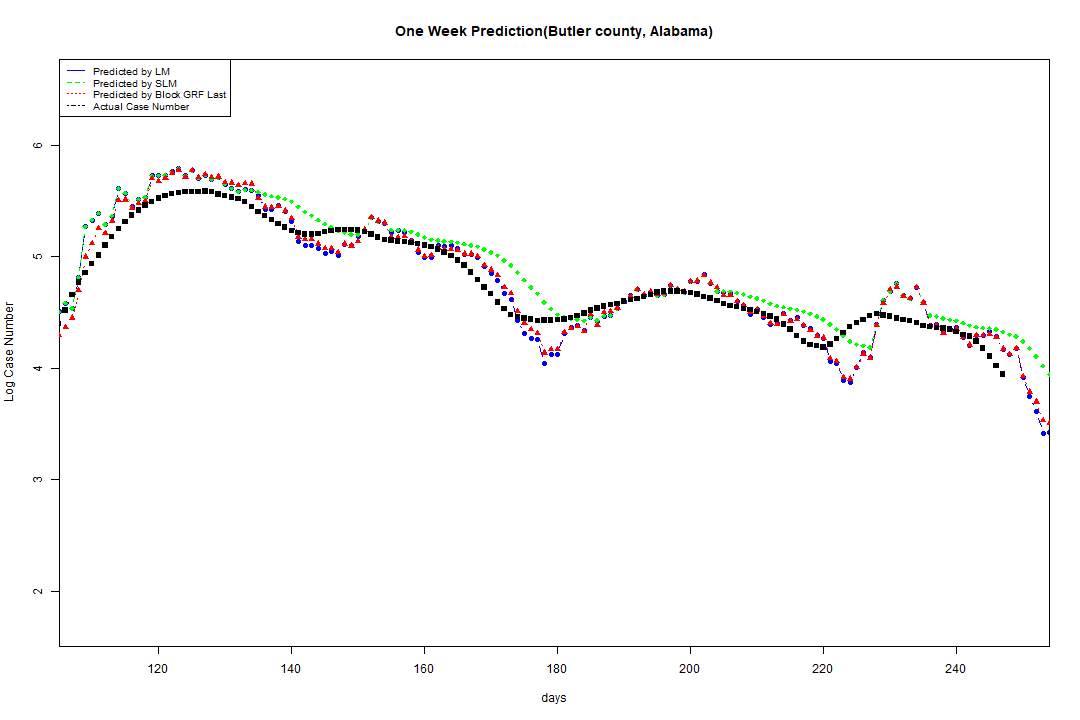 One Week Prediction(Butler county, Alabama)
Predicted by LM
Predicted by SLM
Predicted by Block GRF Last
Actual Case Number
6
5
4
3
2
Log Case Number
120 140 160 180 200 220 240
days